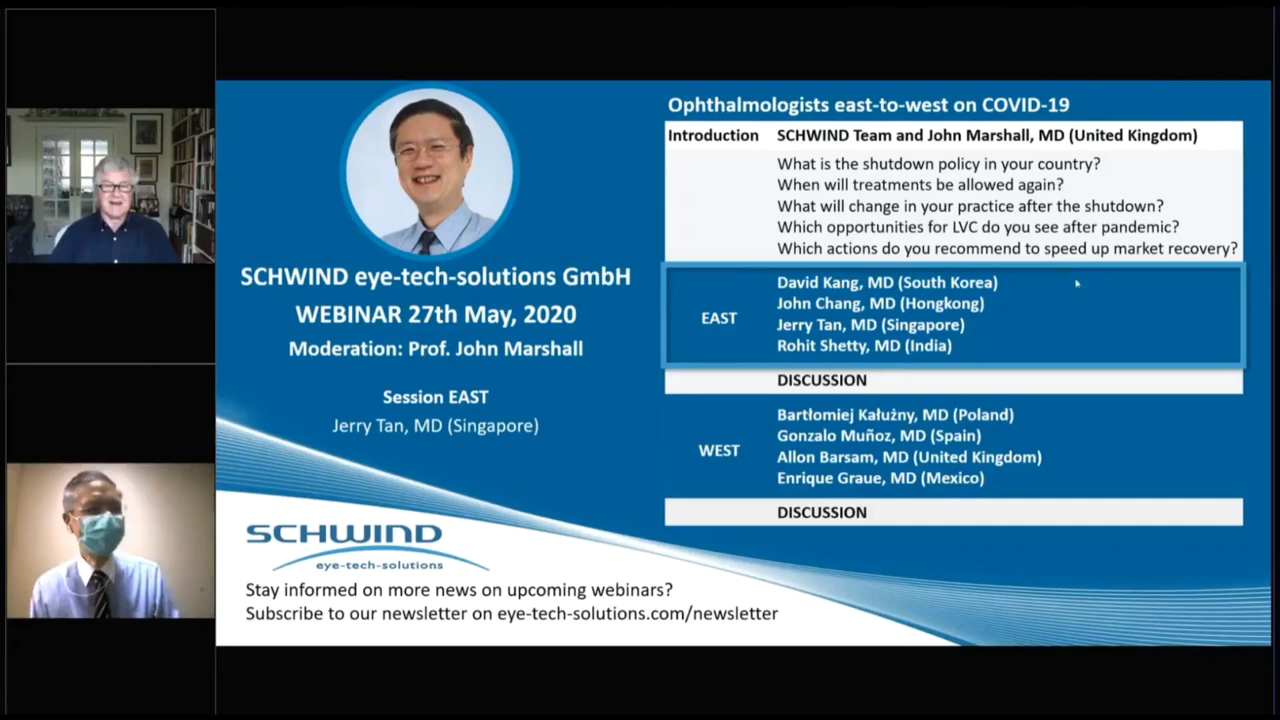 SCHWIND eye-tech-solutions GmbH
WEBINAR 27th May, 2020
Moderation: Prof. John Marshall
Session EAST
Jerry Tan, MD (Singapore)
SCHWIND
eye-tech-solutions
Stay informed on more news on upcoming webinars?
Subscribe to our newsletter on eye-tech-solutions.com/newsletter
Ophthalmologists east-to-west on COVID-19
Introduction SCHWIND Team and John Marshall, MD (United Kingdom)
What is the shutdown policy in your country?
When will treatments be allowed again?
What will change in your practice after the shutdown?
Which opportunities for LVC do you see after pandemic?
Which actions do you recommend to speed up market recovery?
EAST
David Kang, MD (South Korea)
John Chang, MD (Hongkong)
Jerry Tan, MD (Singapore)
Rohit Shetty, MD (India)
DISCUSSION
WEST
Bartłomiej Kałużny, MD (Poland)
Gonzalo Muñoz, MD (Spain)
Allon Barsam, MD (United Kingdom)
Enrique Graue, MD (Mexico)
DISCUSSION